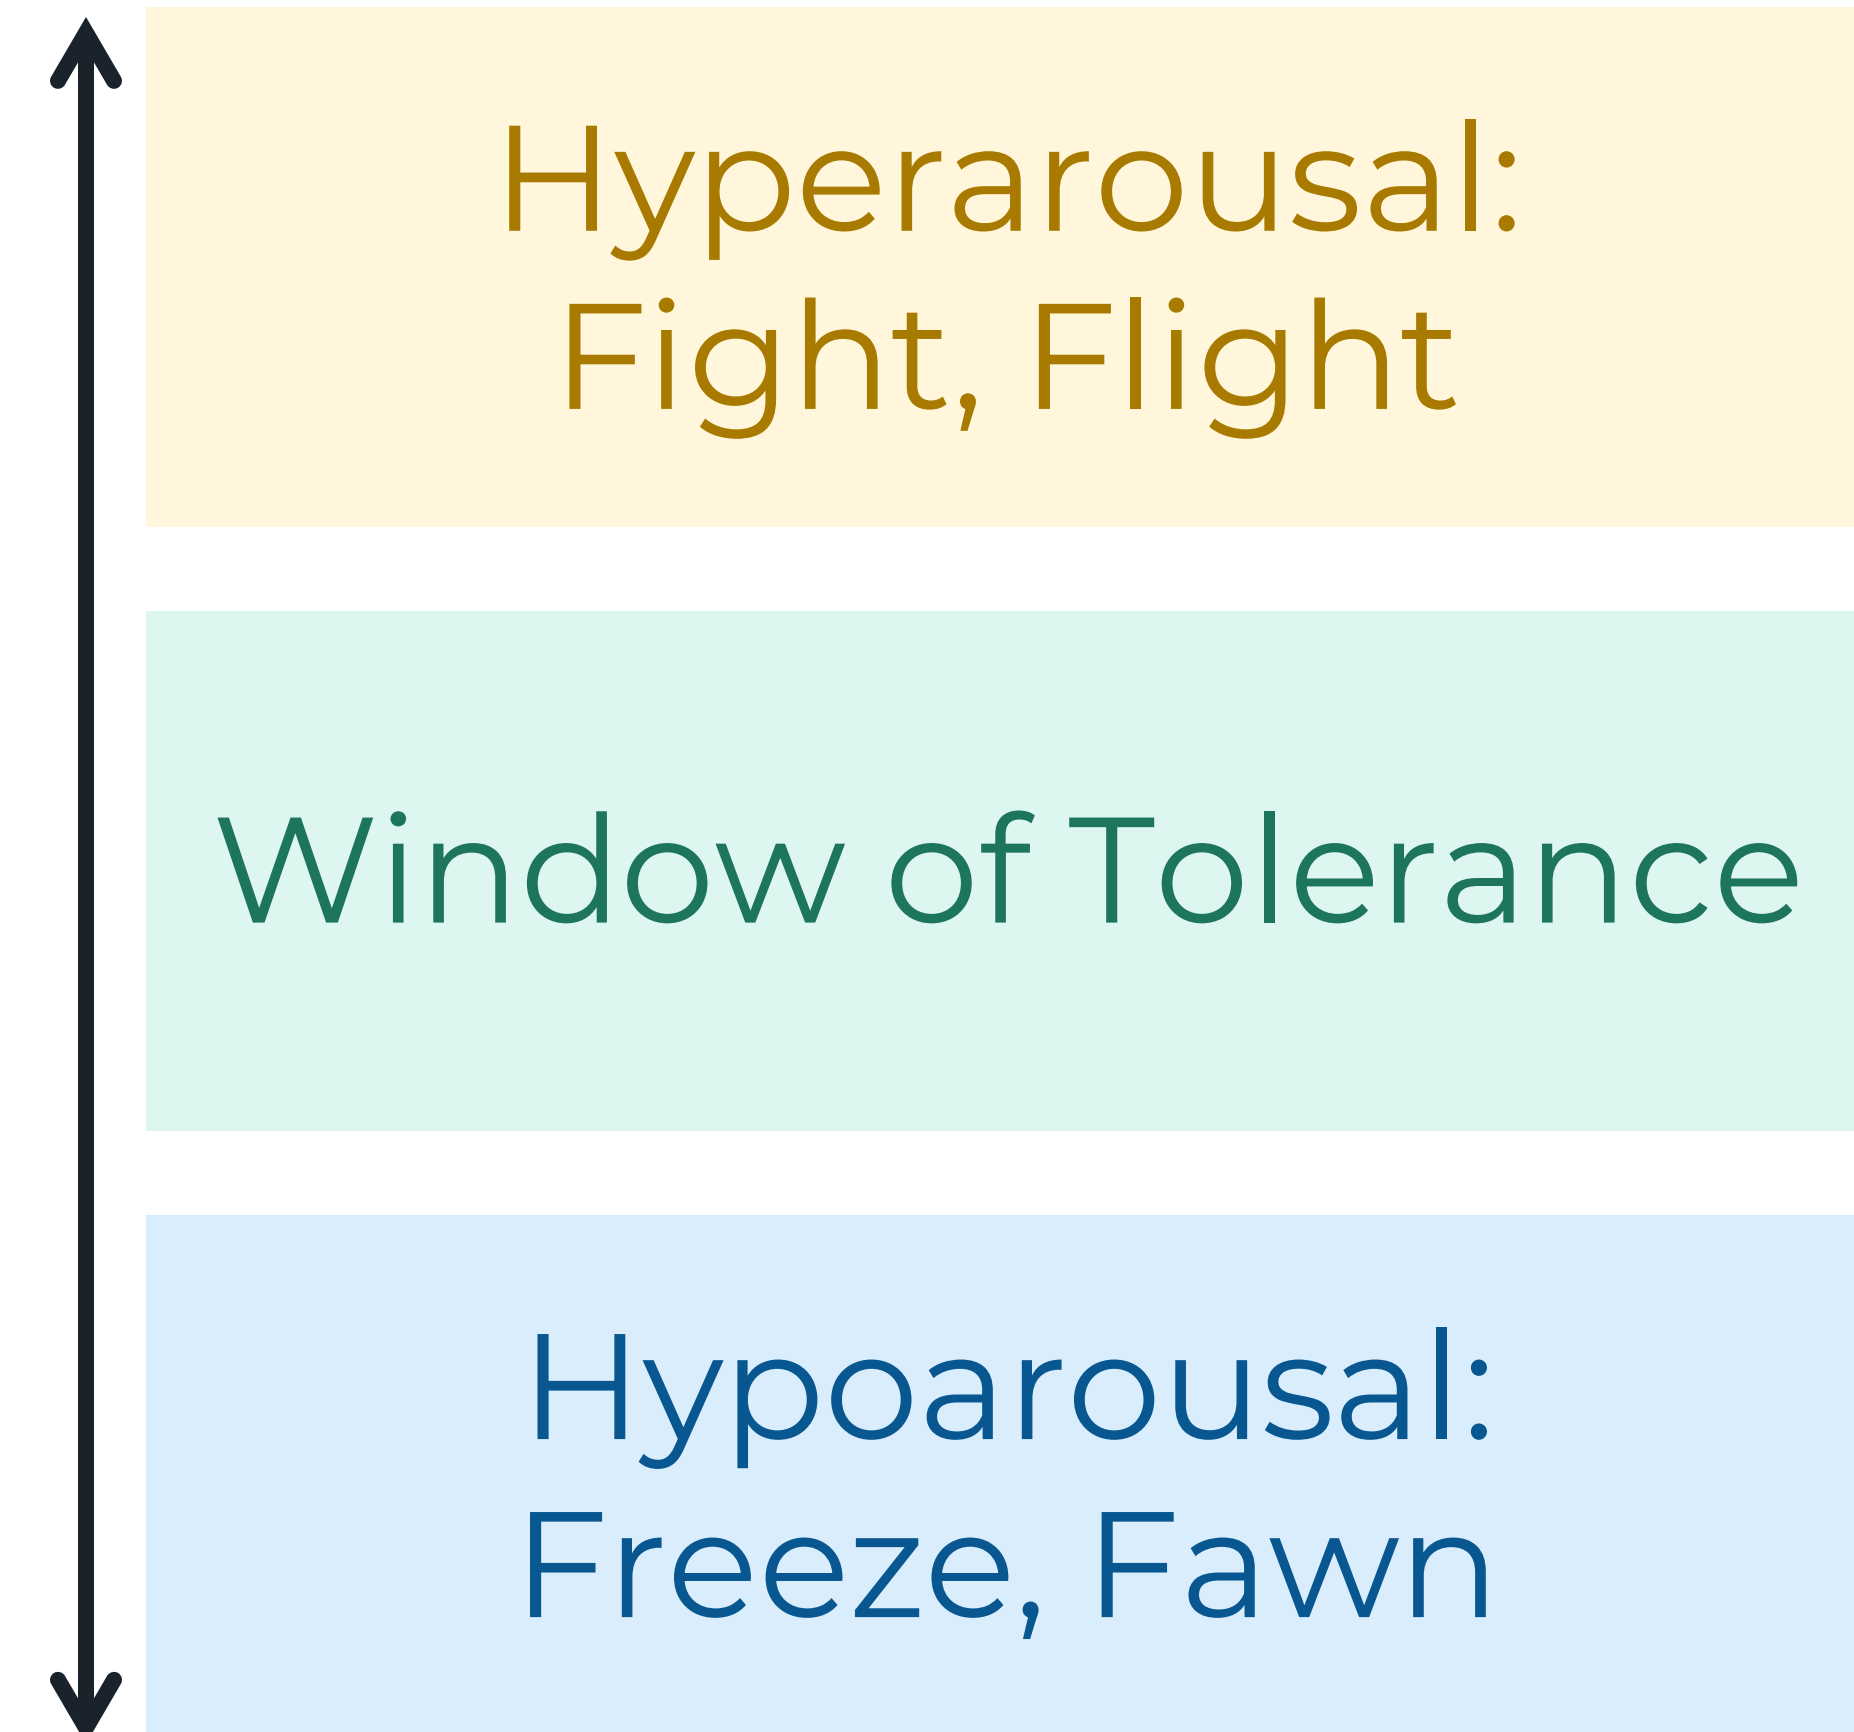 Hyperarousal:
Fight, Flight
Window of Tolerance
Hypoarousal:
Freeze, Fawn